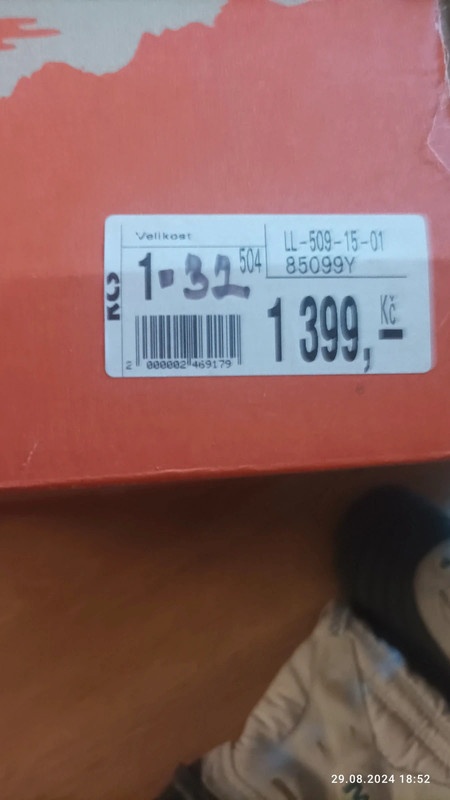 Velikost
LL-509-15-01
504
85099Y
1=32
RCS
1 399,- Kč
2 000002 469179
29.08.2024 18:52